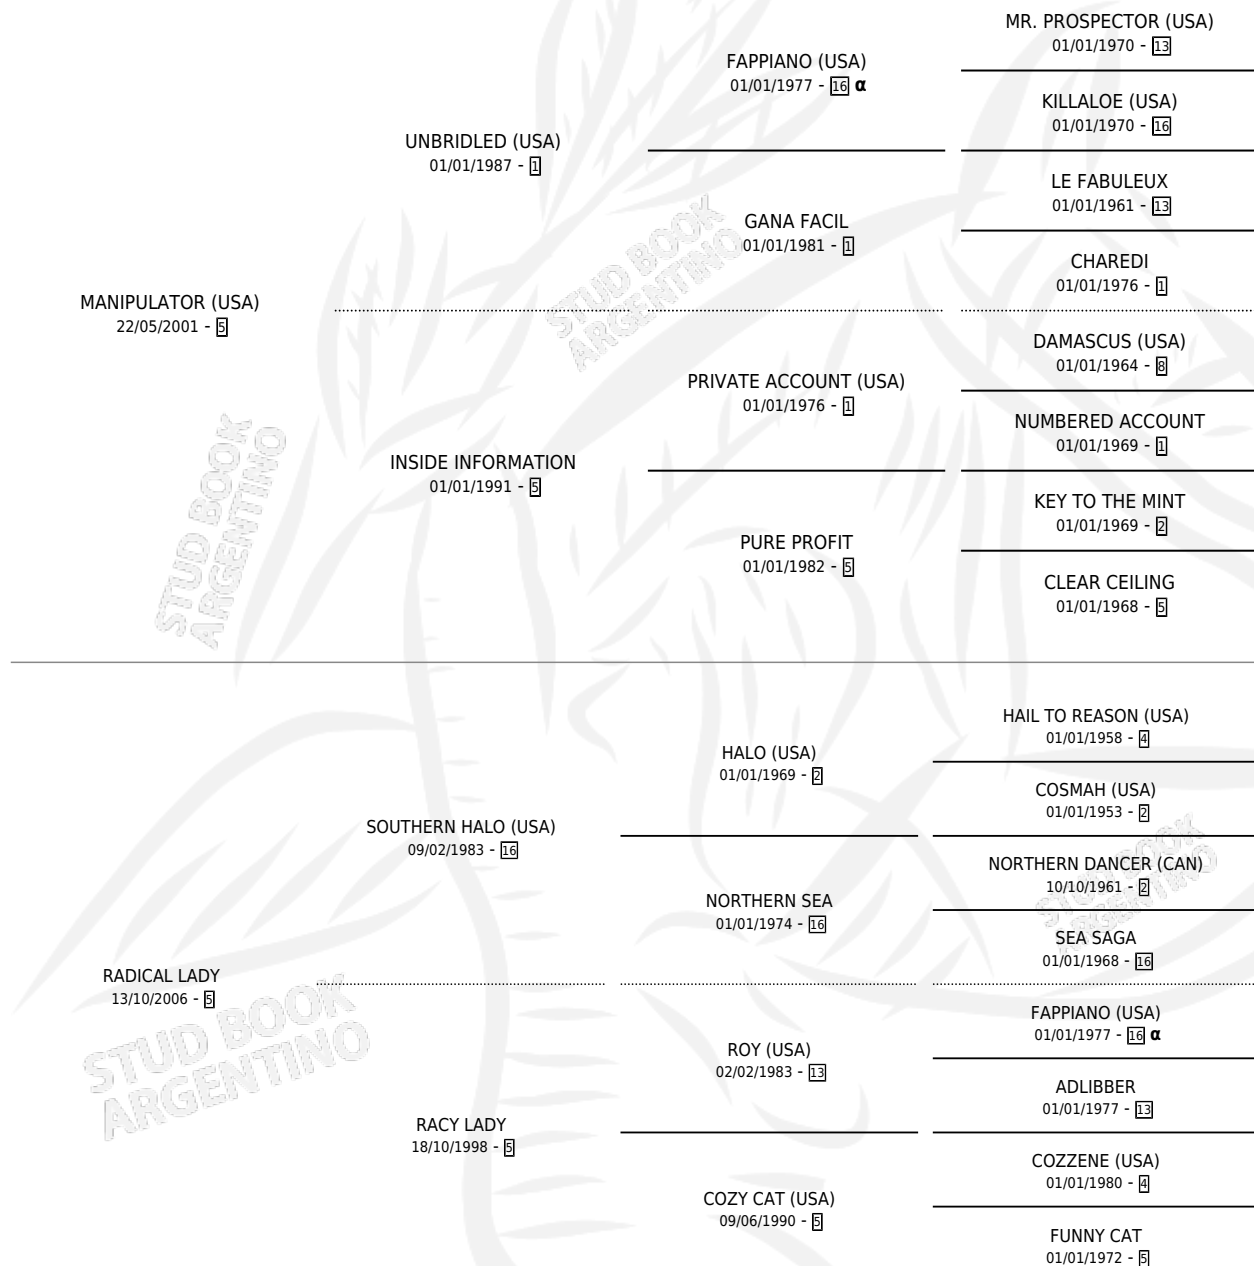 MR. PROSPECTOR (USA)
01/01/1970 - 13
FAPPIANO (USA)
01/01/1977 - 16 α
KILLALOE (USA)
01/01/1970 - 16
UNBRIDLED (USA)
01/01/1987 - 1
LE FABULEUX
01/01/1961 - 13
GANA FACIL
01/01/1981 - 1
CHAREDI
01/01/1976 - 1
MANIPULATOR (USA)
22/05/2001 - 5
DAMASCUS (USA)
01/01/1964 - 8
PRIVATE ACCOUNT (USA)
01/01/1976 - 1
NUMBERED ACCOUNT
01/01/1969 - 1
INSIDE INFORMATION
01/01/1991 - 5
KEY TO THE MINT
01/01/1969 - 2
PURE PROFIT
01/01/1982 - 5
CLEAR CEILING
01/01/1968 - 5
STUD BOOK
ARGENTINO
STUD BOOK
ARGENTINO
HAIL TO REASON (USA)
01/01/1958 - 4
HALO (USA)
01/01/1969 - 2
COSMAH (USA)
01/01/1953 - 2
SOUTHERN HALO (USA)
09/02/1983 - 16
NORTHERN DANCER (CAN)
10/10/1961 - 2
NORTHERN SEA
01/01/1974 - 16
SEA SAGA
01/01/1968 - 16
STUD BOOK
ARGENTINO
RADICAL LADY
13/10/2006 - 5
FAPPIANO (USA)
01/01/1977 - 16 α
ROY (USA)
02/02/1983 - 13
ADLIBBER
01/01/1977 - 13
RACY LADY
18/10/1998 - 5
COZZENE (USA)
01/01/1980 - 4
COZY CAT (USA)
09/06/1990 - 5
FUNNY CAT
01/01/1972 - 5
STUD BOOK
ARGENTINO